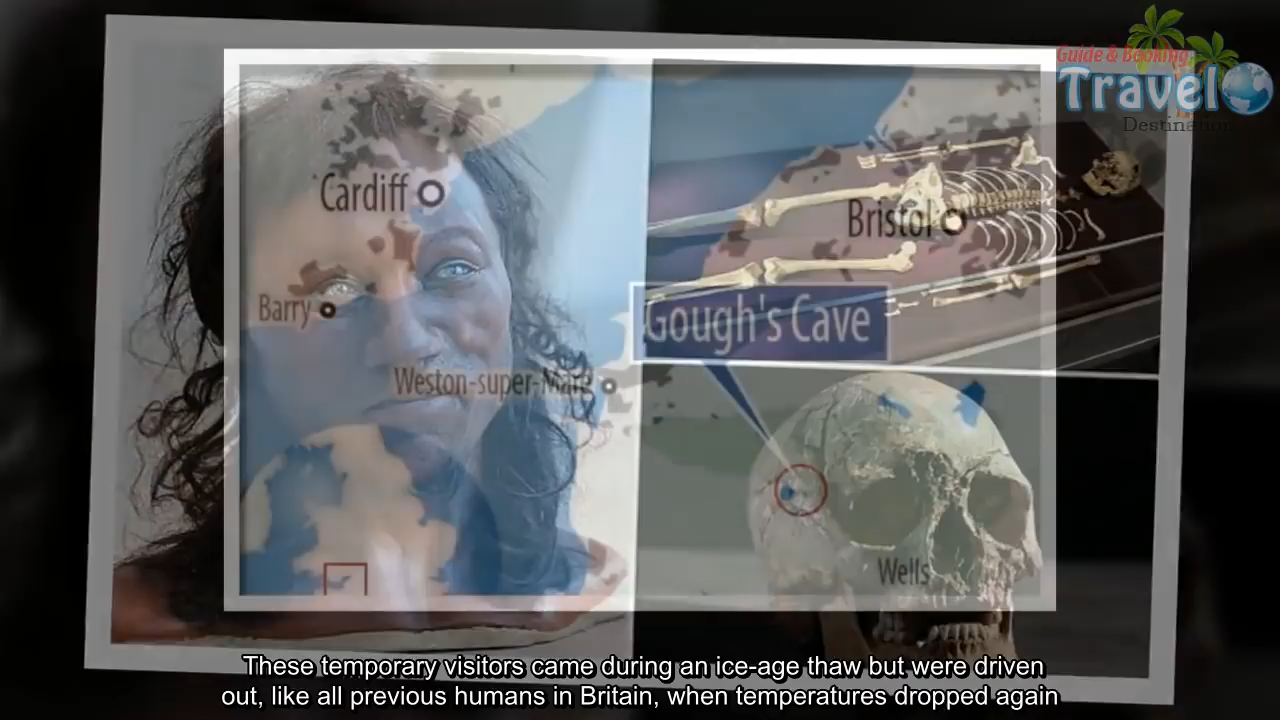 Guide & Booking
Travel
Destination
Cardiff
Bristol
Barry
Gough's Cave
Weston-super-Mare
Wells
These temporary visitors came during an ice-age thaw but were driven
out, like all previous humans in Britain, when temperatures dropped again